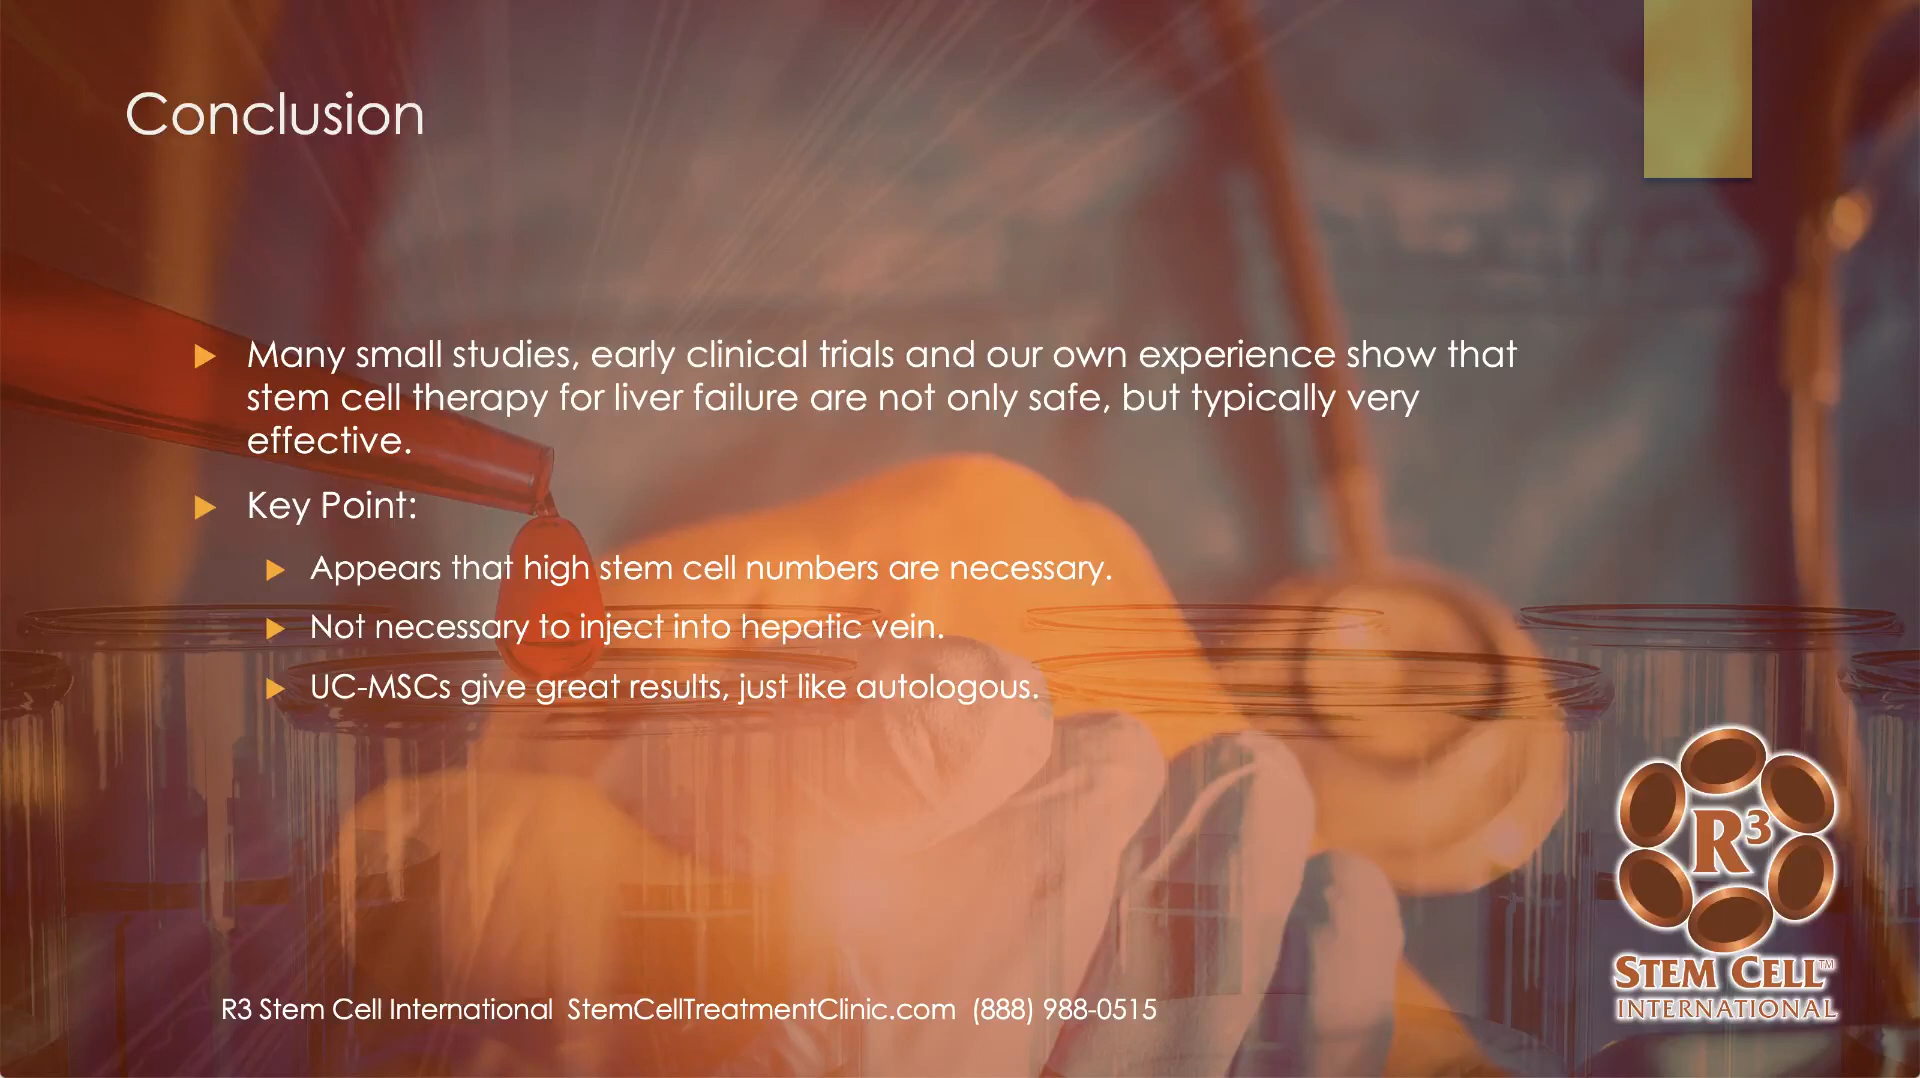 Conclusion
Many small studies, early clinical trials and our own experience show that
stem cell therapy for liver failure are not only safe, but typically very
effective.
Key Point:
Appears that high stem cell numbers are necessary.
Not necessary to inject into hepatic vein.
UC-MSCs give great results, just like autologous.
R3
STEM CELL™
INTERNATIONAL
R3 Stem Cell International StemCellTreatmentClinic.com (888) 988-0515